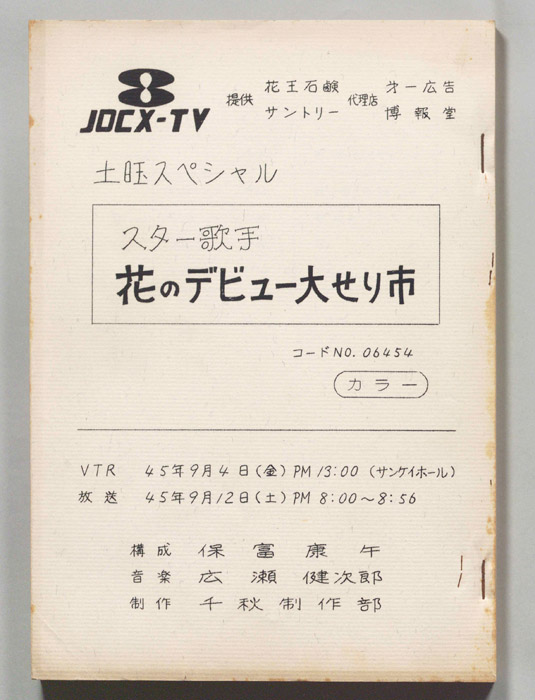 8
JOCX-TV
提供 花王石鹸 サントリー 代理店 才一広告 博報堂
土旺スペシャル
スター歌手
花のデビュー大せり市
コードNO. 06454
カラー
VTR 45年9月4日(金) PM 13:00 (サンケイホール)
放送 45年9月12日(土) PM 8:00~8:56
構成 保富康午
音楽 広瀬健次郎
制作 千秋制作部